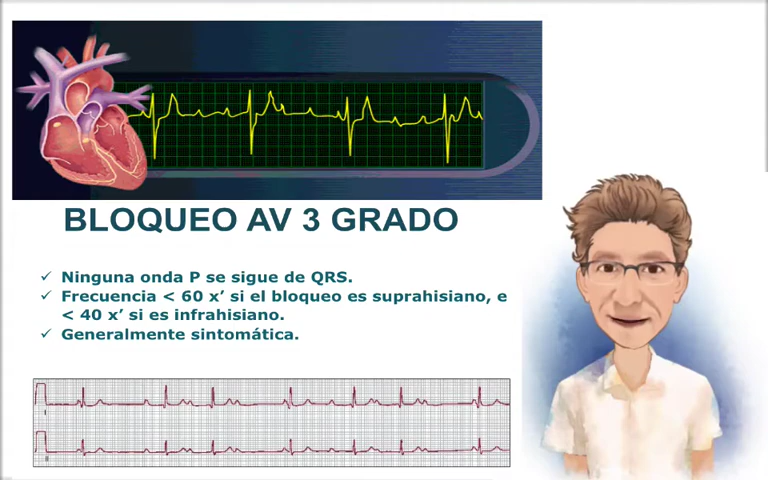 BLOQUEO AV 3 GRADO
✓ Ninguna onda P se sigue de QRS.
✓ Frecuencia < 60 x’ si el bloqueo es suprahisiano, e
< 40 x’ si es infrahisiano.
✓ Generalmente sintomática.
I
II